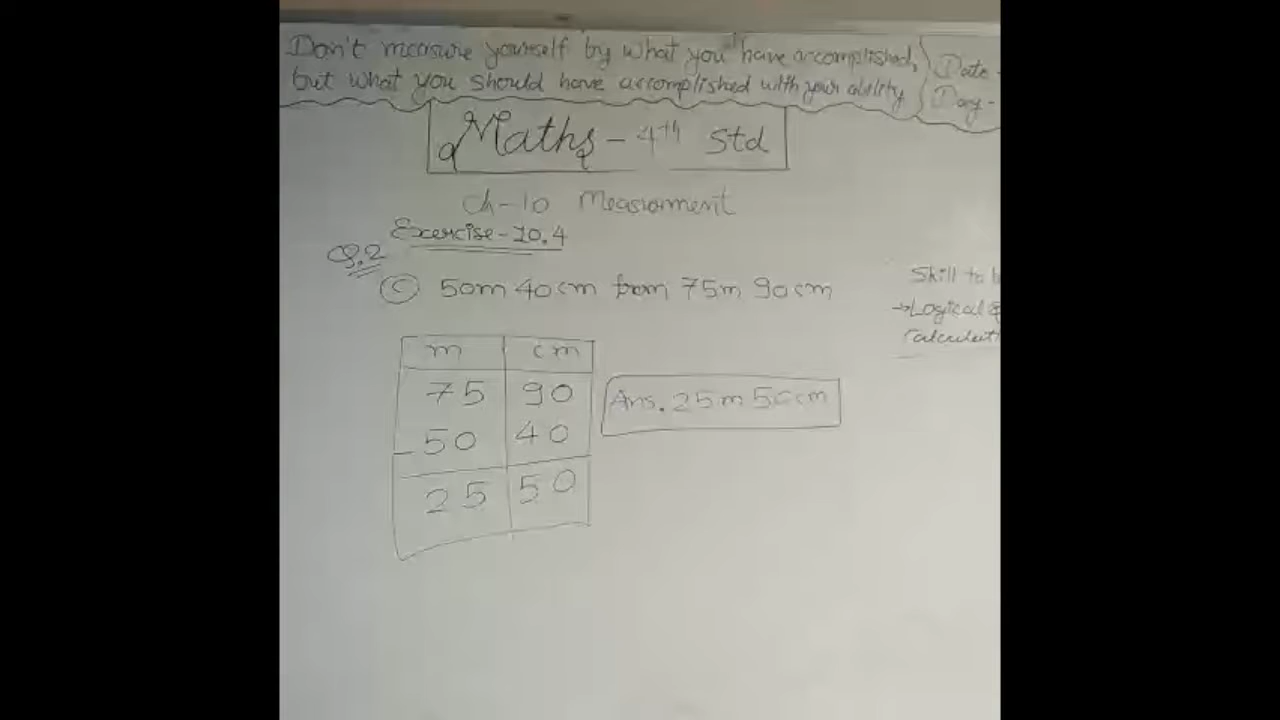 Don't measure yourself by what you have accomplished,
but what you should have accomplished with your ability
Date-
Day-
Maths - 4th Std
Ch-10 Measurment
Exercise-10.4
Q.2
(C) 50m 40cm from 75m 90cm
Skill to
→Logical &
Calculati
m cm
75 90
-50 40
25 50
Ans. 25m 50cm